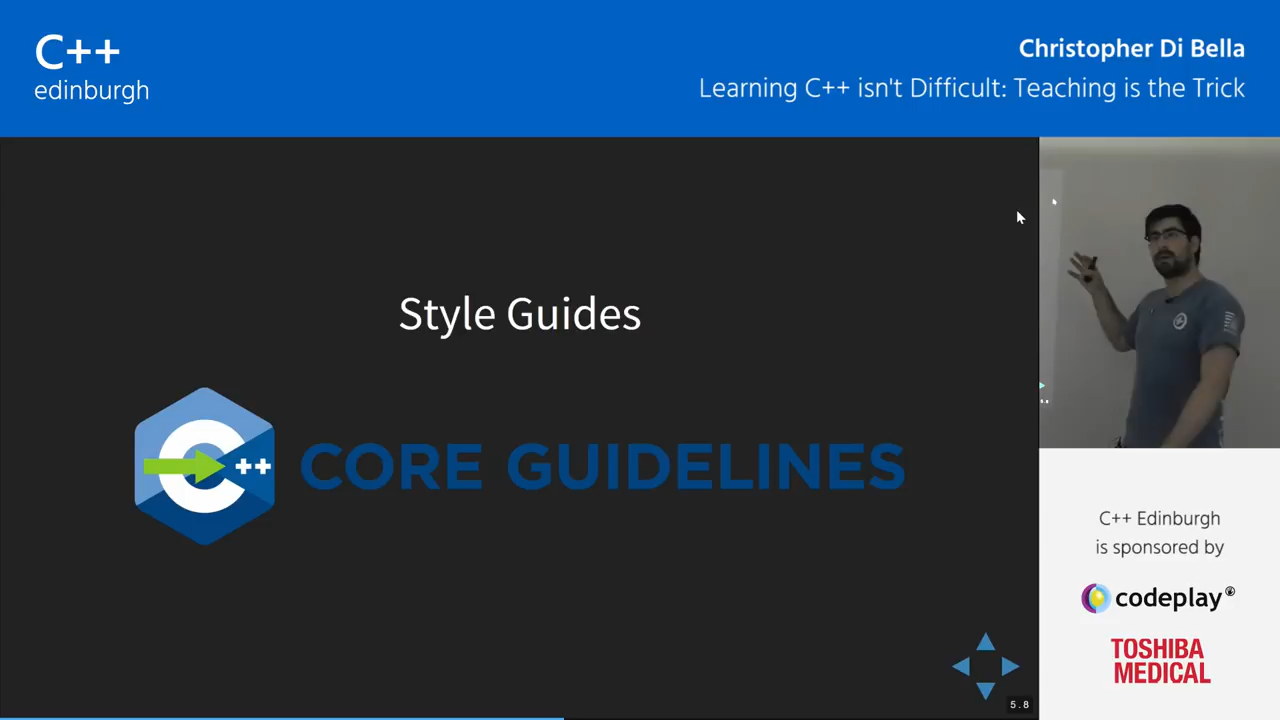 C++
edinburgh
Christopher Di Bella
Learning C++ isn't Difficult: Teaching is the Trick
Style Guides
C++ CORE GUIDELINES
C++ Edinburgh
is sponsored by
codeplay
TOSHIBA
MEDICAL
5.8